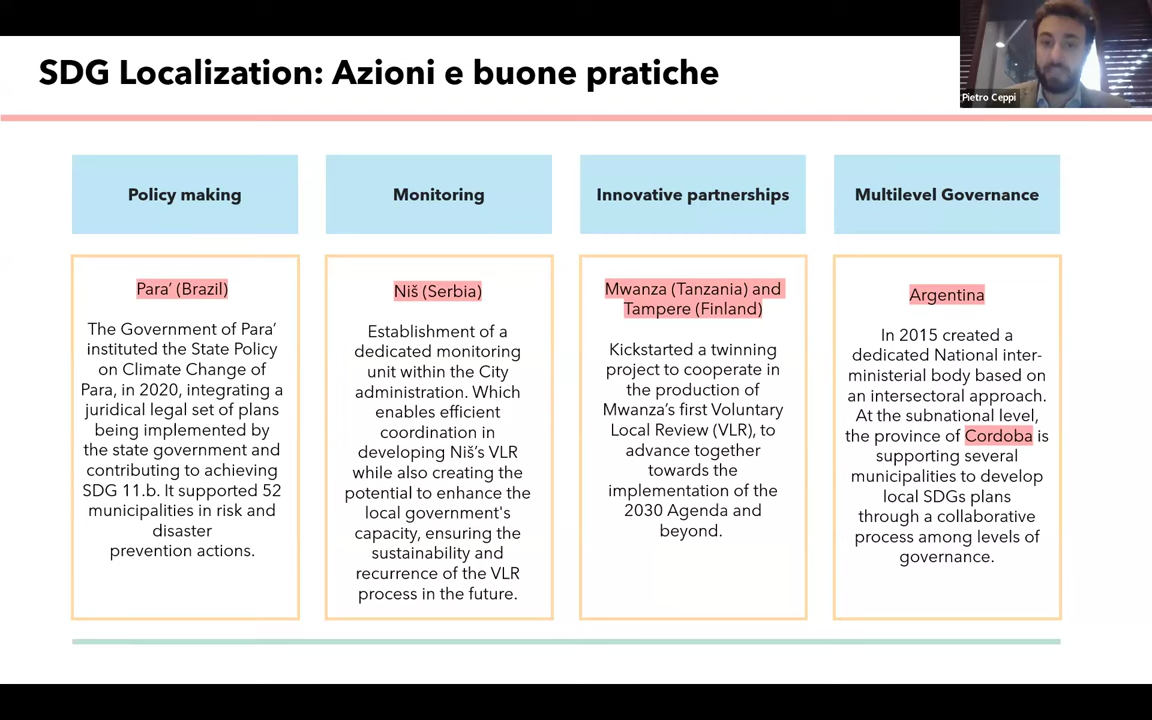 SDG Localization: Azioni e buone pratiche
Pietro Ceppi
Policy making
Monitoring
Innovative partnerships
Multilevel Governance
Para’ (Brazil)
The Government of Para’
instituted the State Policy
on Climate Change of
Para, in 2020, integrating a
juridical legal set of plans
being implemented by
the state government and
contributing to achieving
SDG 11.b. It supported 52
municipalities in risk and
disaster
prevention actions.
Niš (Serbia)
Establishment of a
dedicated monitoring
unit within the City
administration. Which
enables efficient
coordination in
developing Niš’s VLR
while also creating the
potential to enhance the
local government's
capacity, ensuring the
sustainability and
recurrence of the VLR
process in the future.
Mwanza (Tanzania) and
Tampere (Finland)
Kickstarted a twinning
project to cooperate in
the production of
Mwanza’s first Voluntary
Local Review (VLR), to
advance together
towards the
implementation of the
2030 Agenda and
beyond.
Argentina
In 2015 created a
dedicated National inter-
ministerial body based on
an intersectoral approach.
At the subnational level,
the province of Cordoba is
supporting several
municipalities to develop
local SDGs plans
through a collaborative
process among levels of
governance.